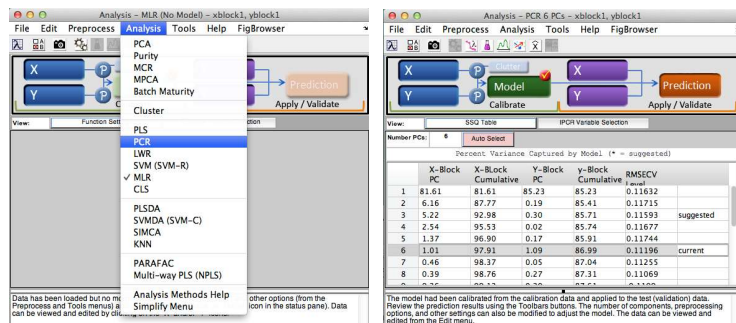 Analysis - MLR (No Model) - xblock1, yblock1
File Edit Preprocess Analysis Tools Help FigBrowser
PCA
Purity
MCR
MPCA
Batch Maturity
Cluster
PLS
PCR
LWR
SVM (SVM-R)
✓ MLR
CLS
PLSDA
SVMDA (SVM-C)
SIMCA
KNN
PARAFAC
Multi-way PLS (NPLS)
Analysis Methods Help
Simplify Menu
X
P
Y
P
Prediction
Apply / Validate
View: Function Sett
Data has been loaded but no mo
other options (from the
Preprocess and Tools menus) a
icon in the status pane). Data
can be viewed and edited by cli
Analysis - PCR 6 PCs - xblock1, yblock1
File Edit Preprocess Analysis Tools Help FigBrowser
X P Cluster X
Model Prediction
Y P Y
Calibrate Apply / Validate
View: SSQ Table IPCR Variable Selection
Number PCs: 6 Auto Select
Percent Variance Captured by Model (* = suggested)
X-Block PC X-BLock Cumulative Y-Block PC y-Block Cumulative RMSECV
1 81.61 81.61 85.23 85.23 0.11632
2 6.16 87.77 0.19 85.41 0.11715
3 5.22 92.98 0.30 85.71 0.11593 suggested
4 2.54 95.53 0.02 85.74 0.11677
5 1.37 96.90 0.17 85.91 0.11744
6 1.01 97.91 1.09 86.99 0.11196 current
7 0.46 98.37 0.05 87.04 0.11255
8 0.39 98.76 0.27 87.31 0.11069
The model had been calibrated from the calibration data and applied to the test (validation) data.
Review the prediction results using the Toolbars buttons. The number of components, preprocessing
options, and other settings can also be modified to adjust the model. The data can be viewed and
edited from the Edit menu.